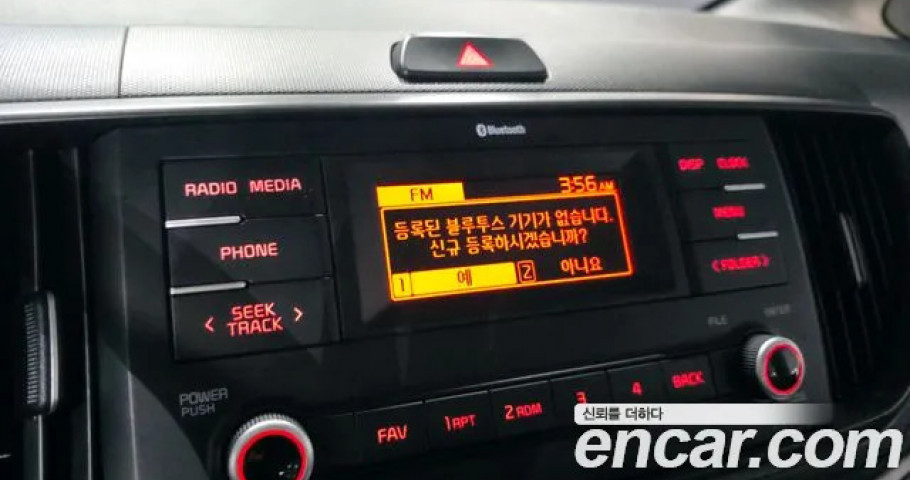 Bluetooth
RADIO MEDIA
FM 3:56 AM
DISP CLOCK
등록된 블루투스 기기가 없습니다.
신규 등록하시겠습니까?
1 예 2 아니요
MENU
PHONE
< FOLDER >
< SEEK TRACK >
FILE ENTER
POWER
PUSH
FAV 1 RPT 2 RDM 3 4 BACK
신뢰를 더하다
encar.com